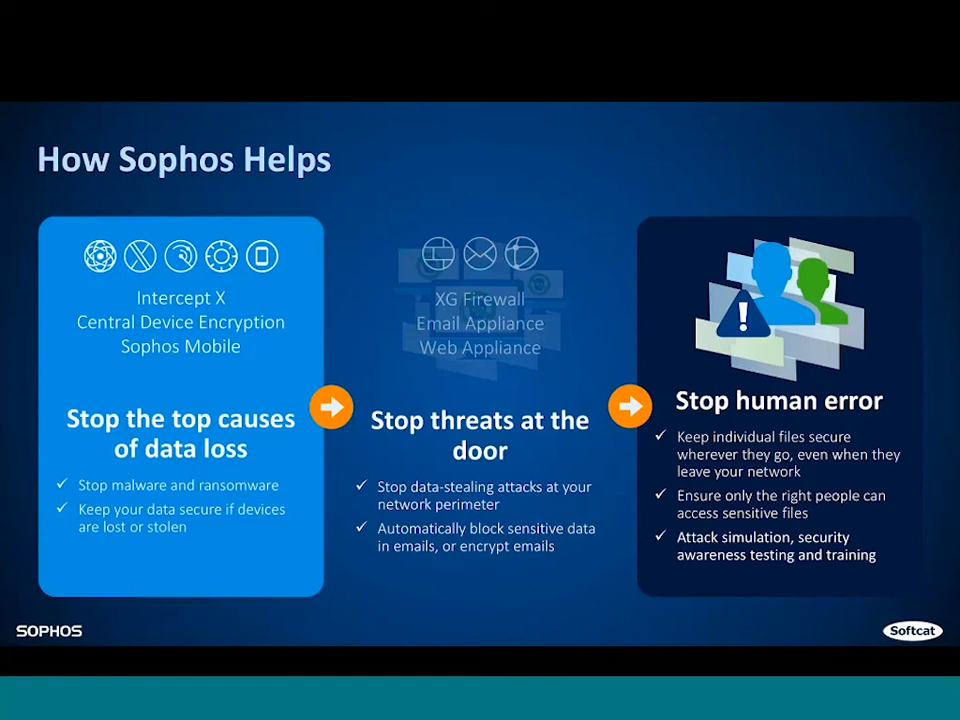 How Sophos Helps
Intercept X
Central Device Encryption
Sophos Mobile
Stop the top causes
of data loss
✓ Stop malware and ransomware
✓ Keep your data secure if devices
are lost or stolen
XG Firewall
Email Appliance
Web Appliance
Stop threats at the
door
✓ Stop data-stealing attacks at your
network perimeter
✓ Automatically block sensitive data
in emails, or encrypt emails
Stop human error
✓ Keep individual files secure
wherever they go, even when they
leave your network
✓ Ensure only the right people can
access sensitive files
✓ Attack simulation, security
awareness testing and training
SOPHOS
Softcat